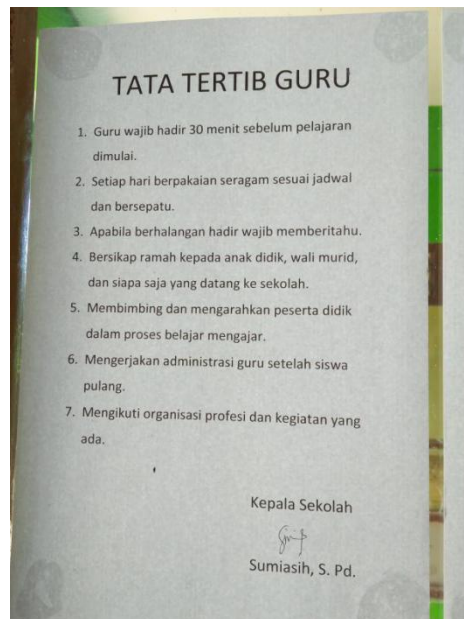 TATA TERTIB GURU
1. Guru wajib hadir 30 menit sebelum pelajaran
dimulai.
2. Setiap hari berpakaian seragam sesuai jadwal
dan bersepatu.
3. Apabila berhalangan hadir wajib memberitahu.
4. Bersikap ramah kepada anak didik, wali murid,
dan siapa saja yang datang ke sekolah.
5. Membimbing dan mengarahkan peserta didik
dalam proses belajar mengajar.
6. Mengerjakan administrasi guru setelah siswa
pulang.
7. Mengikuti organisasi profesi dan kegiatan yang
ada.
Kepala Sekolah
Sumiasih, S. Pd.